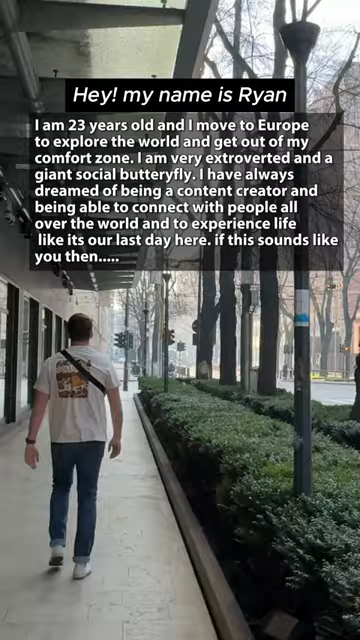 Hey! my name is Ryan
I am 23 years old and I move to Europe
to explore the world and get out of my
comfort zone. I am very extroverted and a
giant social butteryfly. I have always
dreamed of being a content creator and
being able to connect with people all
over the world and to experience life
like its our last day here. if this sounds like
you then.....